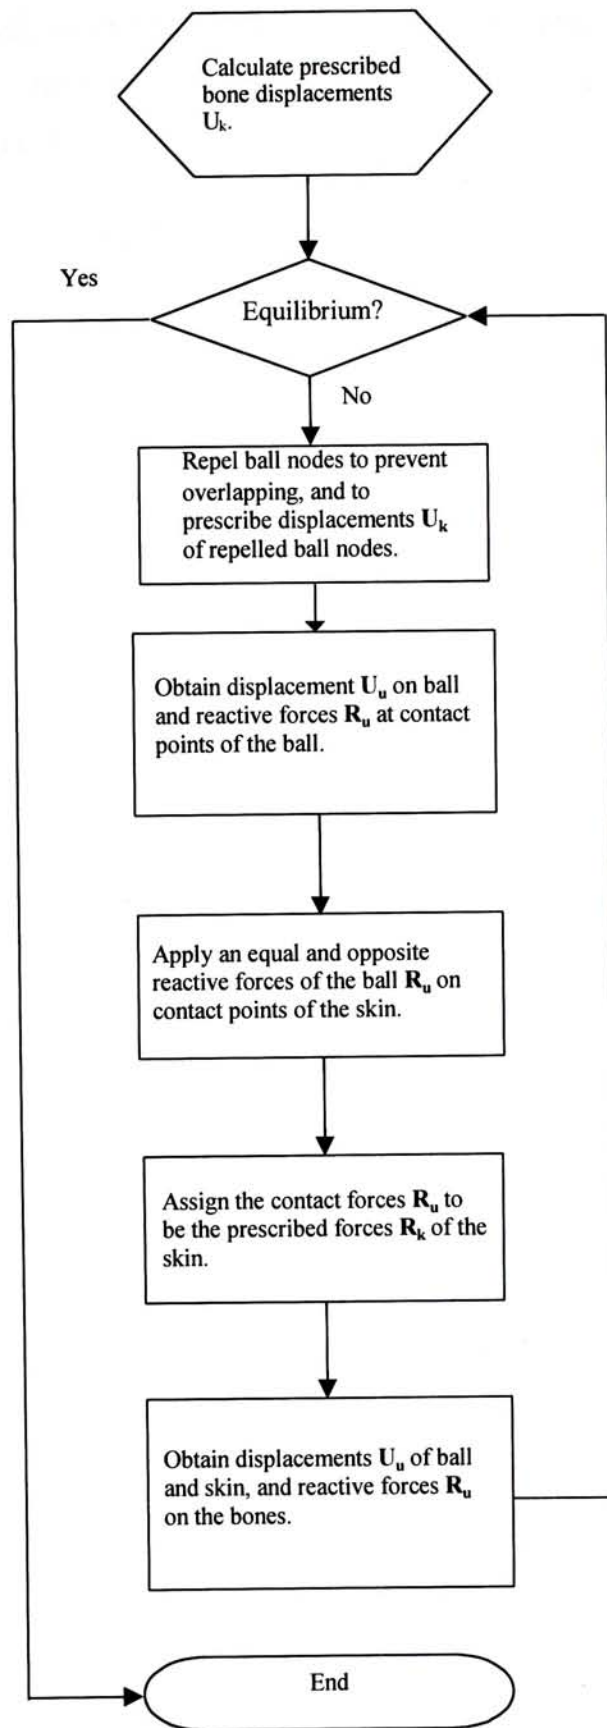 Calculate prescribed
bone displacements
Uk.
Yes
Equilibrium?
No
Repel ball nodes to prevent
overlapping, and to
prescribe displacements Uk
of repelled ball nodes.
Obtain displacement Uu on ball
and reactive forces Ru at contact
points of the ball.
Apply an equal and opposite
reactive forces of the ball Ru on
contact points of the skin.
Assign the contact forces Ru to
be the prescribed forces Rk of the
skin.
Obtain displacements Uu of ball
and skin, and reactive forces Ru
on the bones.
End